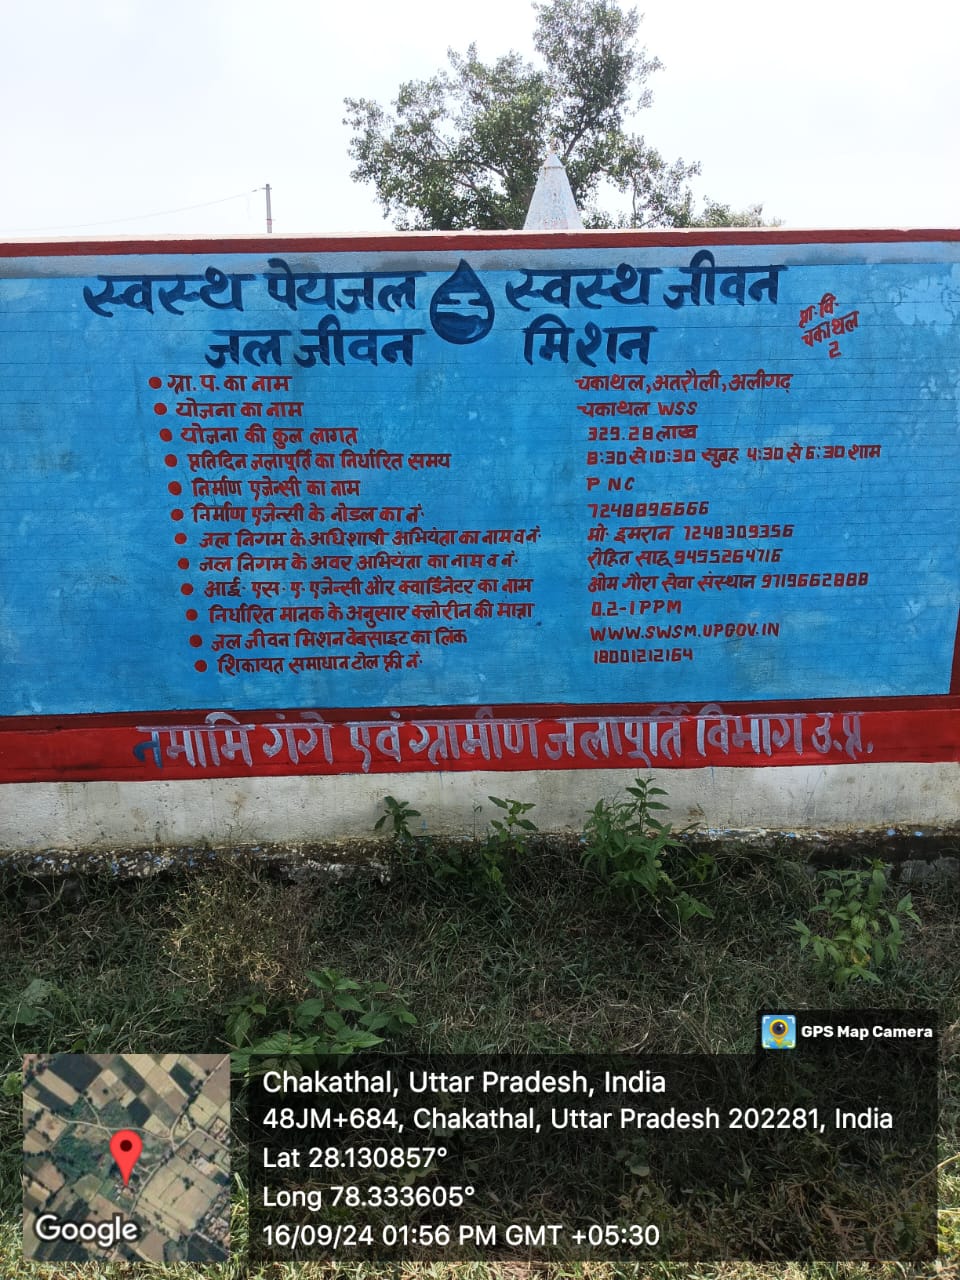 स्वस्थ पेयजल स्वस्थ जीवन
जल जीवन मिशन
प्रा. वि.
चकाथल
2
ग्रा. प. का नाम चकाथल, अतरौली, अलीगढ़
योजना का नाम चकाथल WSS
योजना की कुल लागत 329.28 लाख
प्रतिदिन जलापूर्ति का निर्धारित समय 8:30 से 10:30 सुबह 4:30 से 6:30 शाम
निर्माण एजेन्सी का नाम PNC
निर्माण एजेन्सी के नोडल का नं. 7248896666
जल निगम के अधिशाषी अभियंता का नाम व नं. मो. इमरान 7248309356
जल निगम के अवर अभियंता का नाम व नं. रोहित साहू 9455264716
आई. एस. ए. एजेन्सी और क्वार्डिनेटर का नाम ओम गौरा सेवा संस्थान 9719662888
निर्धारित मानक के अनुसार क्लोरीन की मात्रा 0.2-1 PPM
जल जीवन मिशन वेबसाइट का लिंक WWW.SWSM.UPGOV.IN
शिकायत समाधान टोल फ्री नं. 18001212164
नमामि गंगे एवं ग्रामीण जलापूर्ति विभाग उ.प्र.
GPS Map Camera
Chakathal, Uttar Pradesh, India
48JM+684, Chakathal, Uttar Pradesh 202281, India
Lat 28.130857°
Long 78.333605°
16/09/24 01:56 PM GMT +05:30
Google